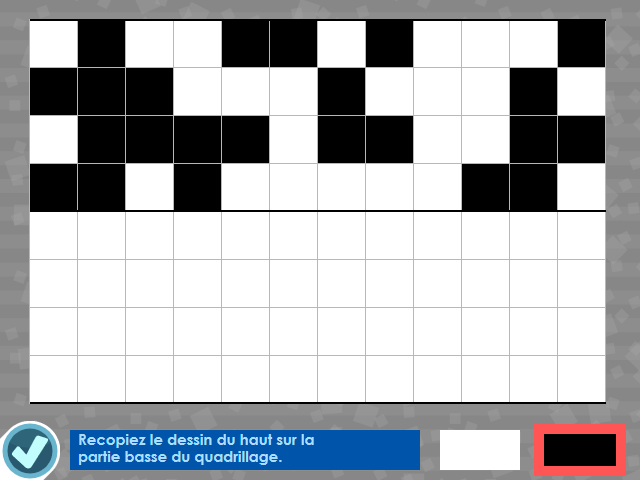 Recopiez le dessin du haut sur la
partie basse du quadrillage.